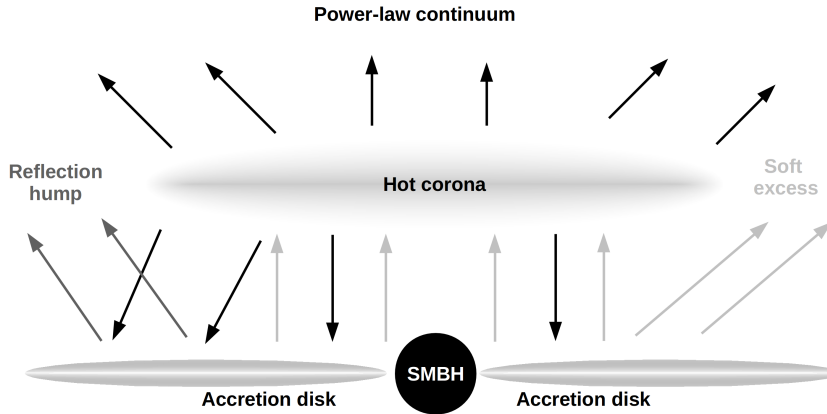 Power-law continuum
Reflection
hump
Hot corona
Soft
excess
SMBH
Accretion disk
Accretion disk